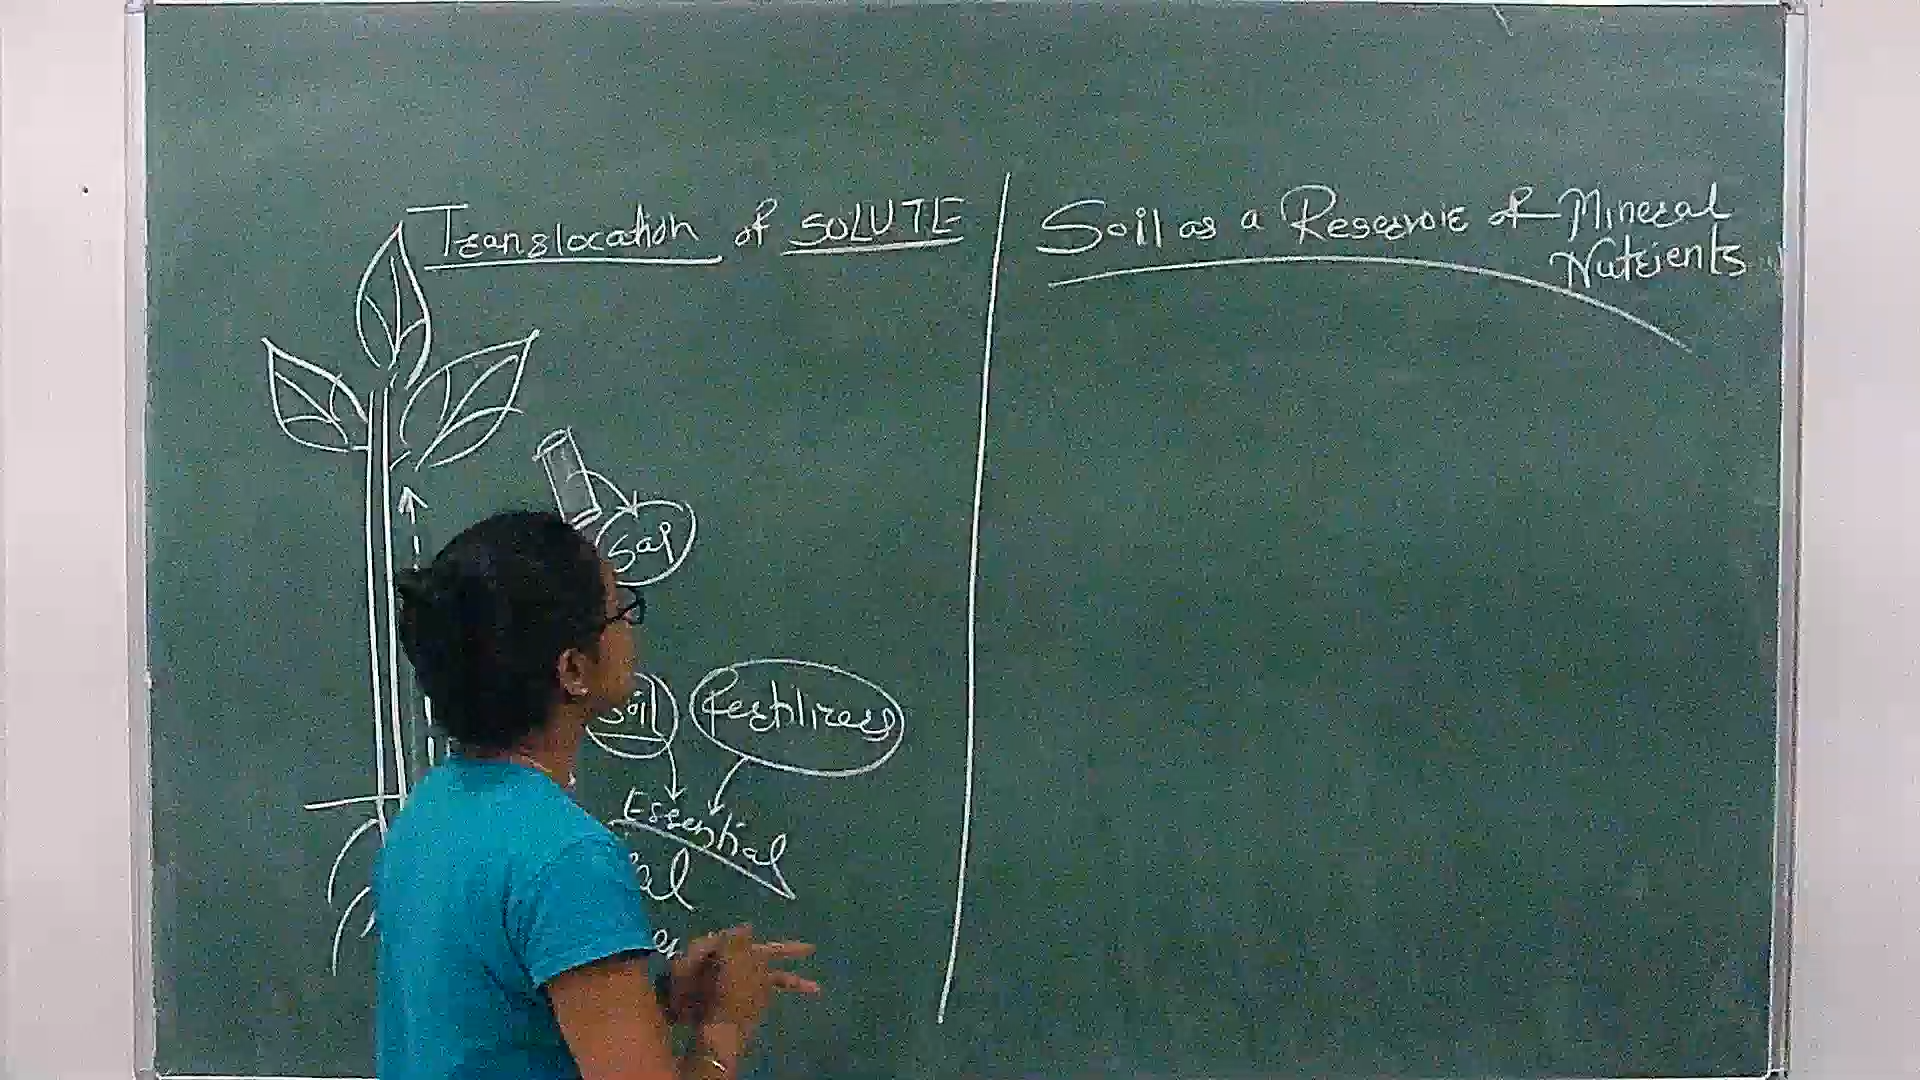 Translocation of SOLUTE
Soil as a Reservoir of Mineral
Nutrients
Sap
Soil
Fertilizers
Essential